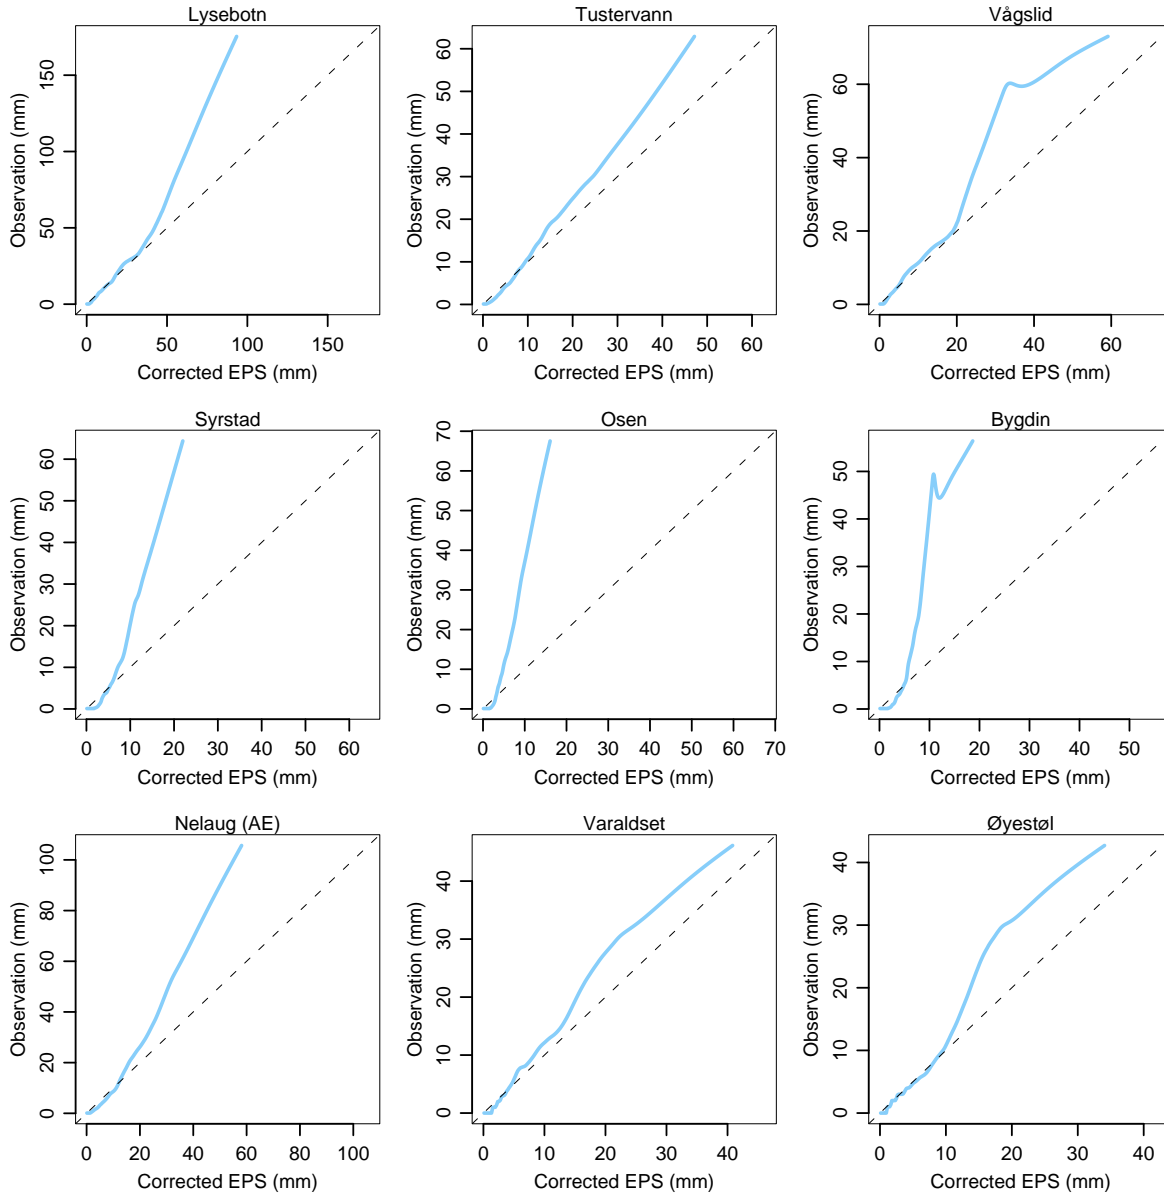 Lysebotn
Observation (mm)
0 50 100 150
0 50 100 150
Corrected EPS (mm)
Tustervann
Observation (mm)
0 10 20 30 40 50 60
0 10 20 30 40 50 60
Corrected EPS (mm)
Vågslid
Observation (mm)
0 20 40 60
0 20 40 60
Corrected EPS (mm)
Syrstad
Observation (mm)
0 10 20 30 40 50 60
0 10 20 30 40 50 60
Corrected EPS (mm)
Osen
Observation (mm)
0 10 20 30 40 50 60 70
0 10 20 30 40 50 60 70
Corrected EPS (mm)
Bygdin
Observation (mm)
0 10 20 30 40 50
0 10 20 30 40 50
Corrected EPS (mm)
Nelaug (AE)
Observation (mm)
0 20 40 60 80 100
0 20 40 60 80 100
Corrected EPS (mm)
Varaldset
Observation (mm)
0 10 20 30 40
0 10 20 30 40
Corrected EPS (mm)
Øyestøl
Observation (mm)
0 10 20 30 40
0 10 20 30 40
Corrected EPS (mm)